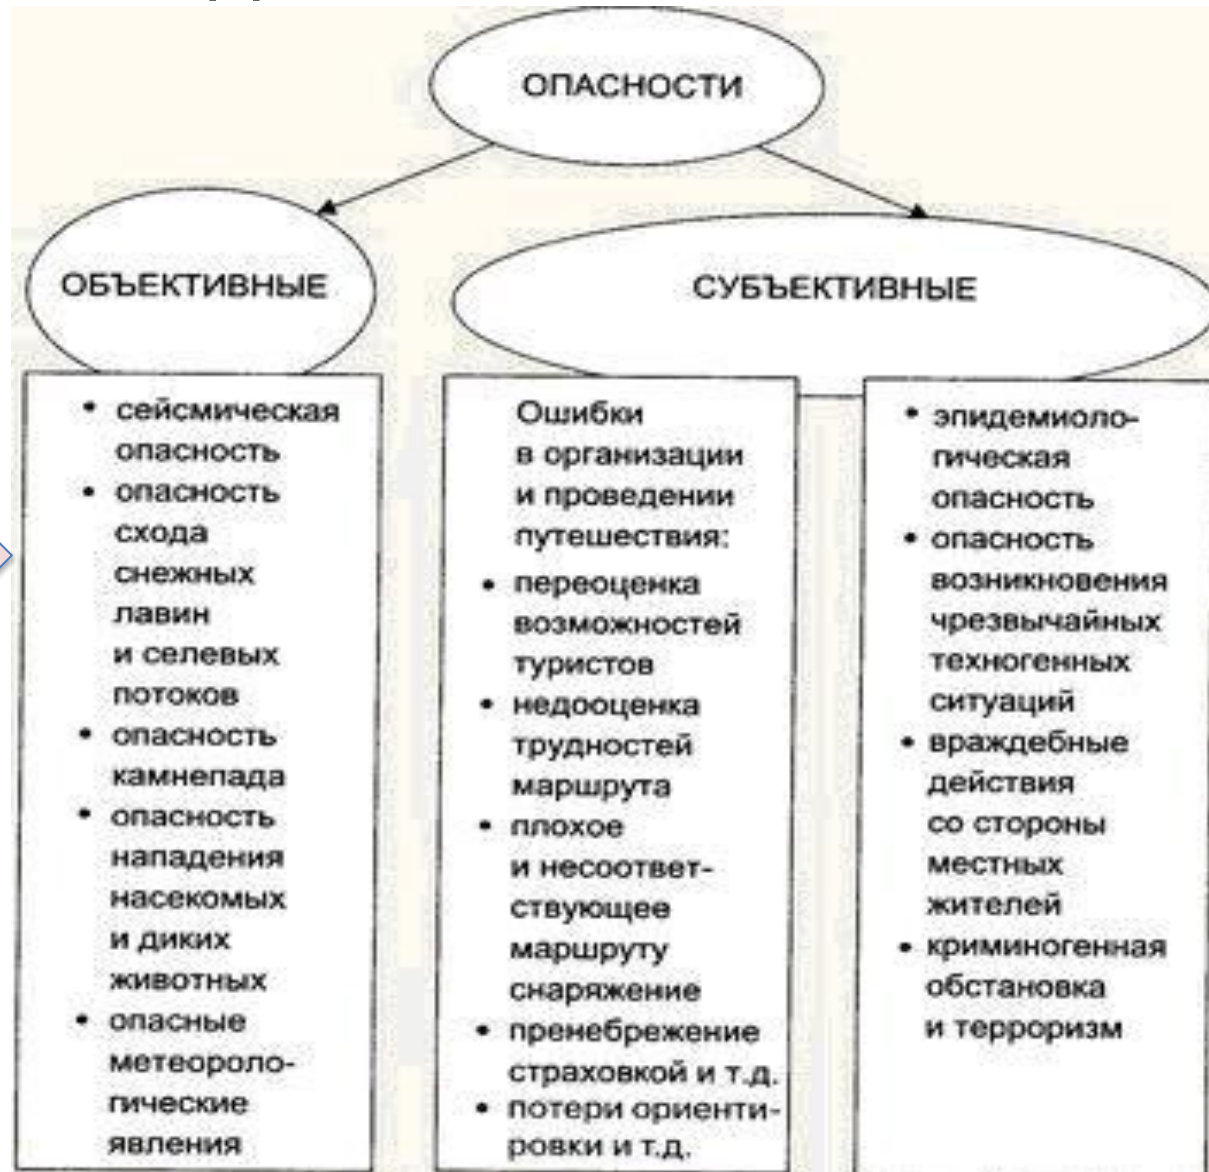 ОПАСНОСТИ
ОБЪЕКТИВНЫЕ
• сейсмическая
опасность
• опасность
схода
снежных
лавин
и селевых
потоков
• опасность
камнепада
• опасность
нападения
насекомых
и диких
животных
• опасные
метеороло-
гические
явления
СУБЪЕКТИВНЫЕ
Ошибки
в организации
и проведении
путешествия:
• переоценка
возможностей
туристов
• недооценка
трудностей
маршрута
• плохое
и несоответ-
ствующее
маршруту
снаряжение
• пренебрежение
страховкой и т.д.
• потери ориенти-
ровки и т.д.
• эпидемиоло-
гическая
опасность
• опасность
возникновения
чрезвычайных
техногенных
ситуаций
• враждебные
действия
со стороны
местных
жителей
• криминогенная
обстановка
и терроризм